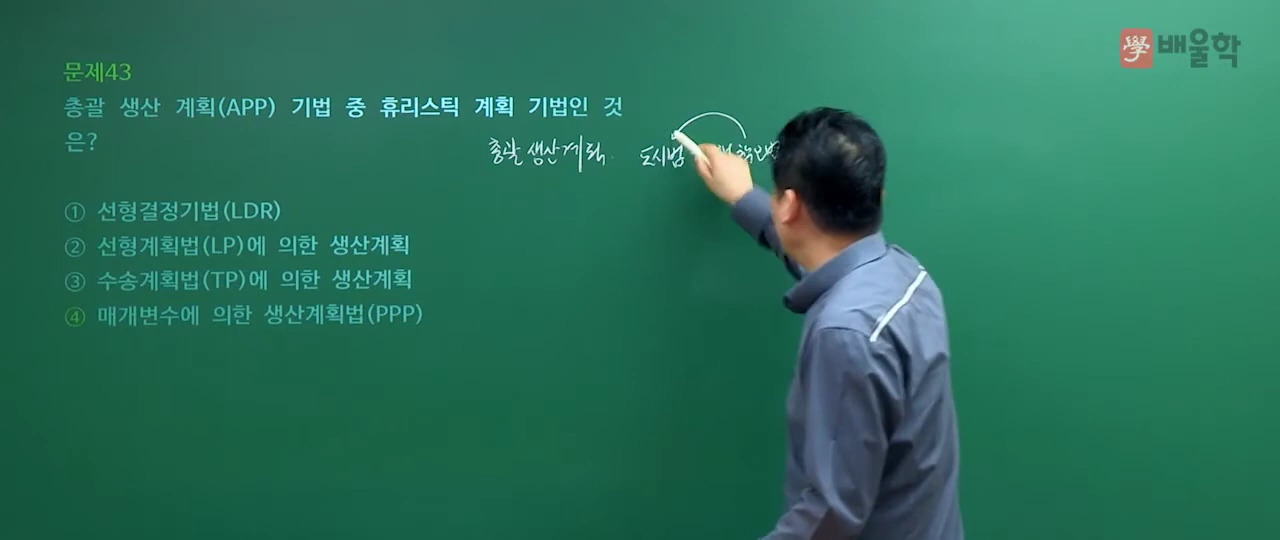 學 배울학
문제43
총괄 생산 계획(APP) 기법 중 휴리스틱 계획 기법인 것
은?
총괄 생산계획. 도시법
① 선형결정기법(LDR)
② 선형계획법(LP)에 의한 생산계획
③ 수송계획법(TP)에 의한 생산계획
④ 매개변수에 의한 생산계획법(PPP)